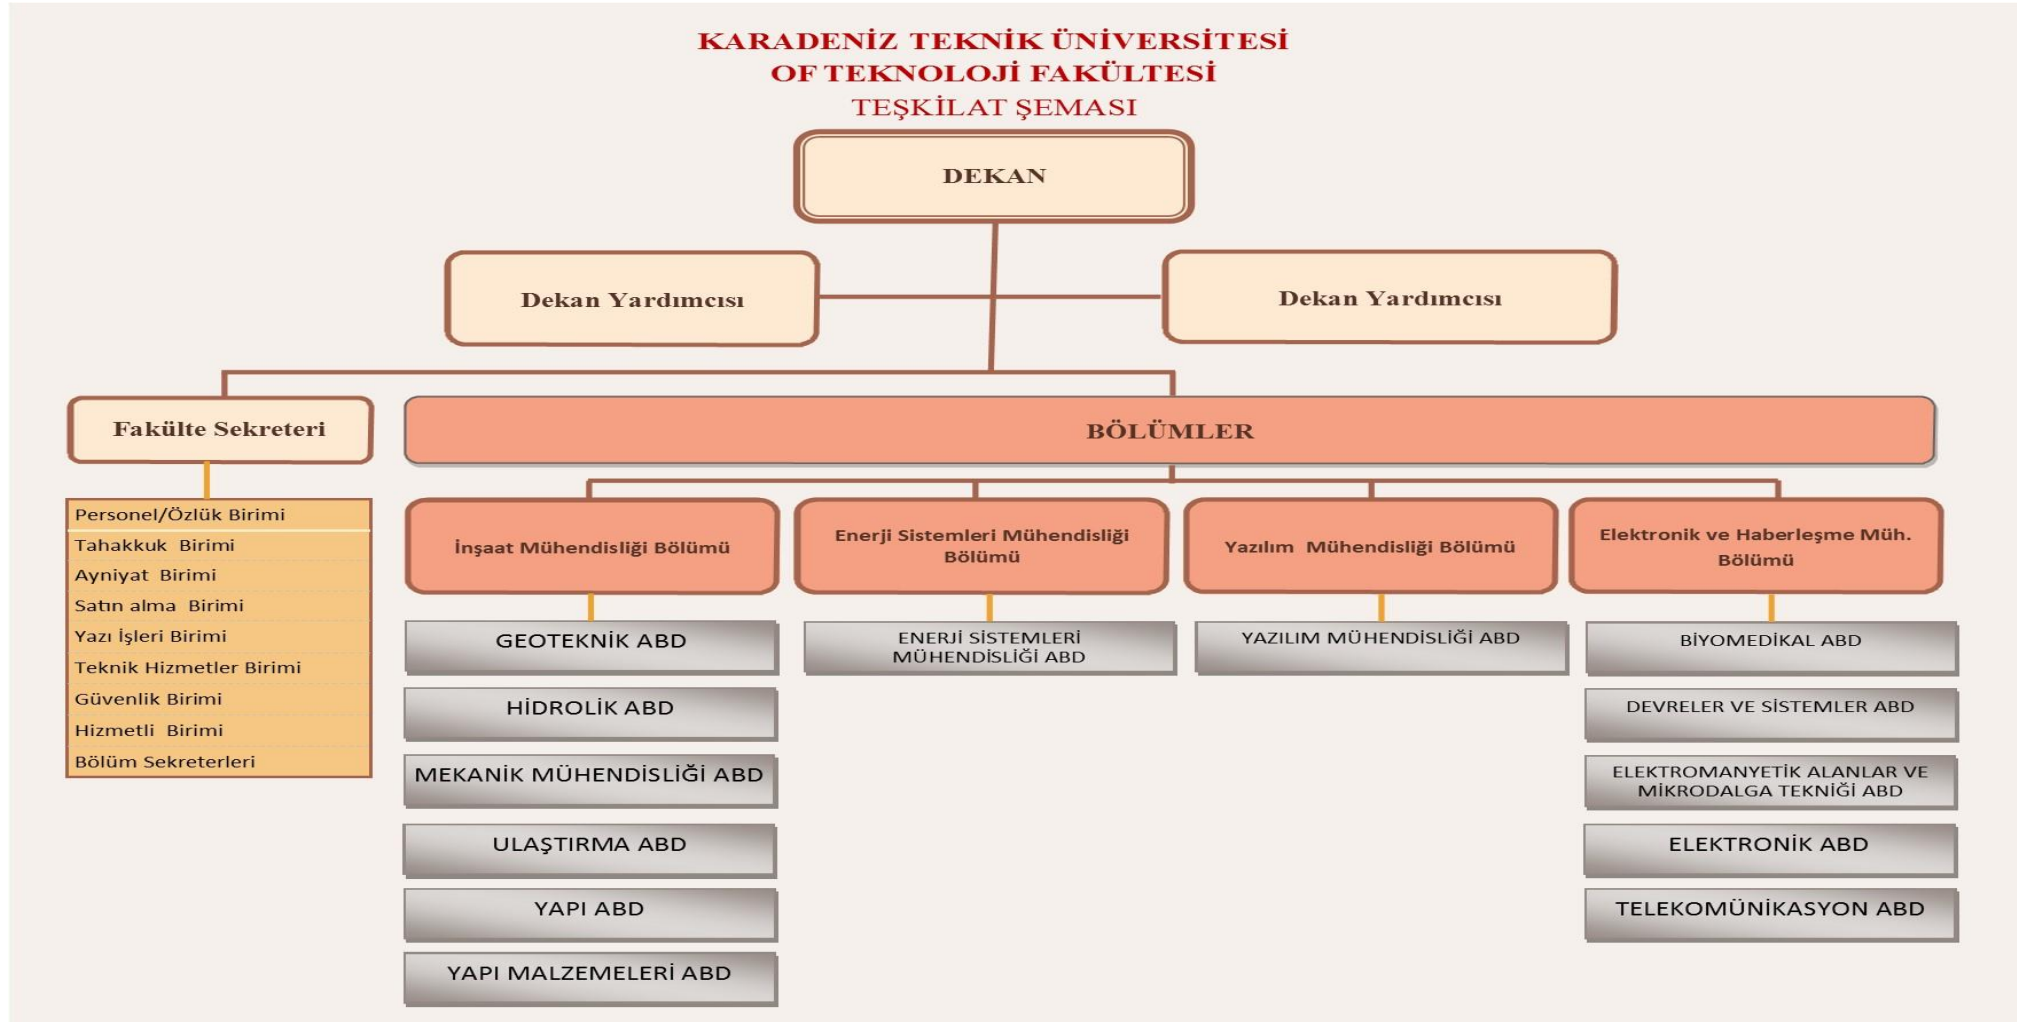 KARADENİZ TEKNİK ÜNİVERSİTESİ
OF TEKNOLOJİ FAKÜLTESİ
TEŞKİLAT ŞEMASI
DEKAN
Dekan Yardımcısı
Dekan Yardımcısı
Fakülte Sekreteri
Personel/Özlük Birimi
Tahakkuk Birimi
Ayniyat Birimi
Satın alma Birimi
Yazı İşleri Birimi
Teknik Hizmetler Birimi
Güvenlik Birimi
Hizmetli Birimi
Bölüm Sekreterleri
BÖLÜMLER
İnşaat Mühendisliği Bölümü
GEOTEKNİK ABD
HİDROLİK ABD
MEKANİK MÜHENDİSLİĞİ ABD
ULAŞTIRMA ABD
YAPI ABD
YAPI MALZEMELERİ ABD
Enerji Sistemleri Mühendisliği
Bölümü
ENERJİ SİSTEMLERİ
MÜHENDİSLİĞİ ABD
Yazılım Mühendisliği Bölümü
YAZILIM MÜHENDİSLİĞİ ABD
Elektronik ve Haberleşme Müh.
Bölümü
BİYOMEDİKAL ABD
DEVRELER VE SİSTEMLER ABD
ELEKTROMANYETİK ALANLAR VE
MİKRODALGA TEKNİĞİ ABD
ELEKTRONİK ABD
TELEKOMÜNİKASYON ABD